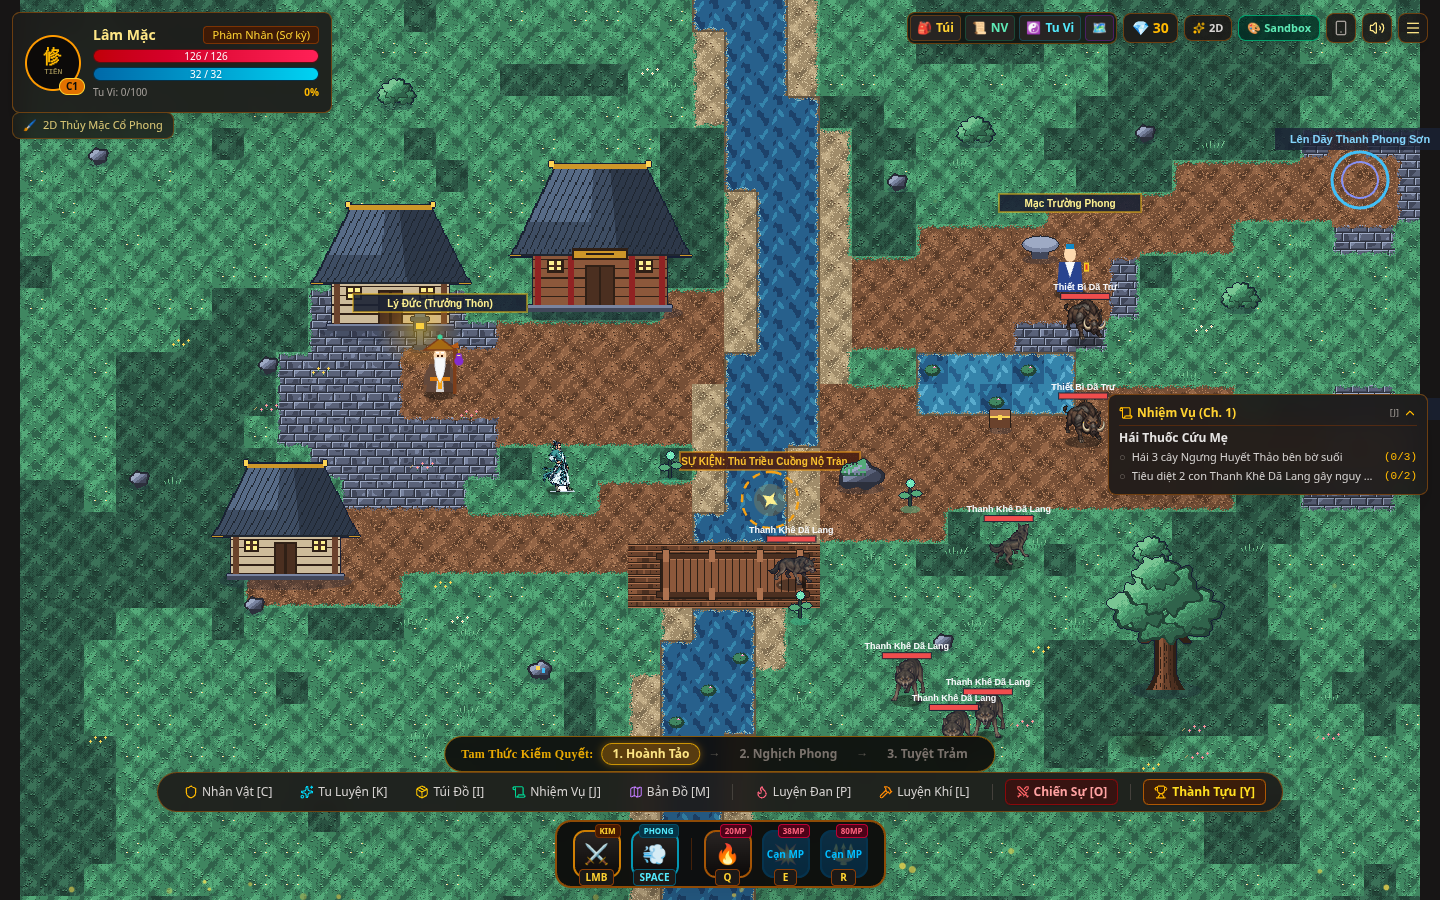 修
TIÊN
C1
Lâm Mặc
Phàm Nhân (Sơ kỳ)
126 / 126
32 / 32
Tu Vi: 0/100
0%
2D Thủy Mặc Cổ Phong
Túi
NV
Tu Vi
30
2D
Sandbox
Lên Dãy Thanh Phong Sơn
Mạc Trường Phong
Thiết Bì Dã Trư
Lý Đức (Trưởng Thôn)
Thiết Bì Dã Trư
Nhiệm Vụ (Ch. 1)
[J]
Hái Thuốc Cứu Mẹ
Hái 3 cây Ngưng Huyết Thảo bên bờ suối
(0/3)
Tiêu diệt 2 con Thanh Khê Dã Lang gây nguy ...
(0/2)
SỰ KIỆN: Thú Triều Cuồng Nộ Tràn
Thanh Khê Dã Lang
Thanh Khê Dã Lang
Thanh Khê Dã Lang
Thanh Khê Dã Lang
Thanh Khê Dã Lang
Tam Thức Kiếm Quyết:
1. Hoành Tảo
→
2. Nghịch Phong
→
3. Tuyệt Trảm
Nhân Vật [C]
Tu Luyện [K]
Túi Đồ [I]
Nhiệm Vụ [J]
Bản Đồ [M]
Luyện Đan [P]
Luyện Khí [L]
Chiến Sự [O]
Thành Tựu [Y]
KIM
LMB
PHONG
SPACE
20MP
Q
38MP
Cạn MP
E
80MP
Cạn MP
R